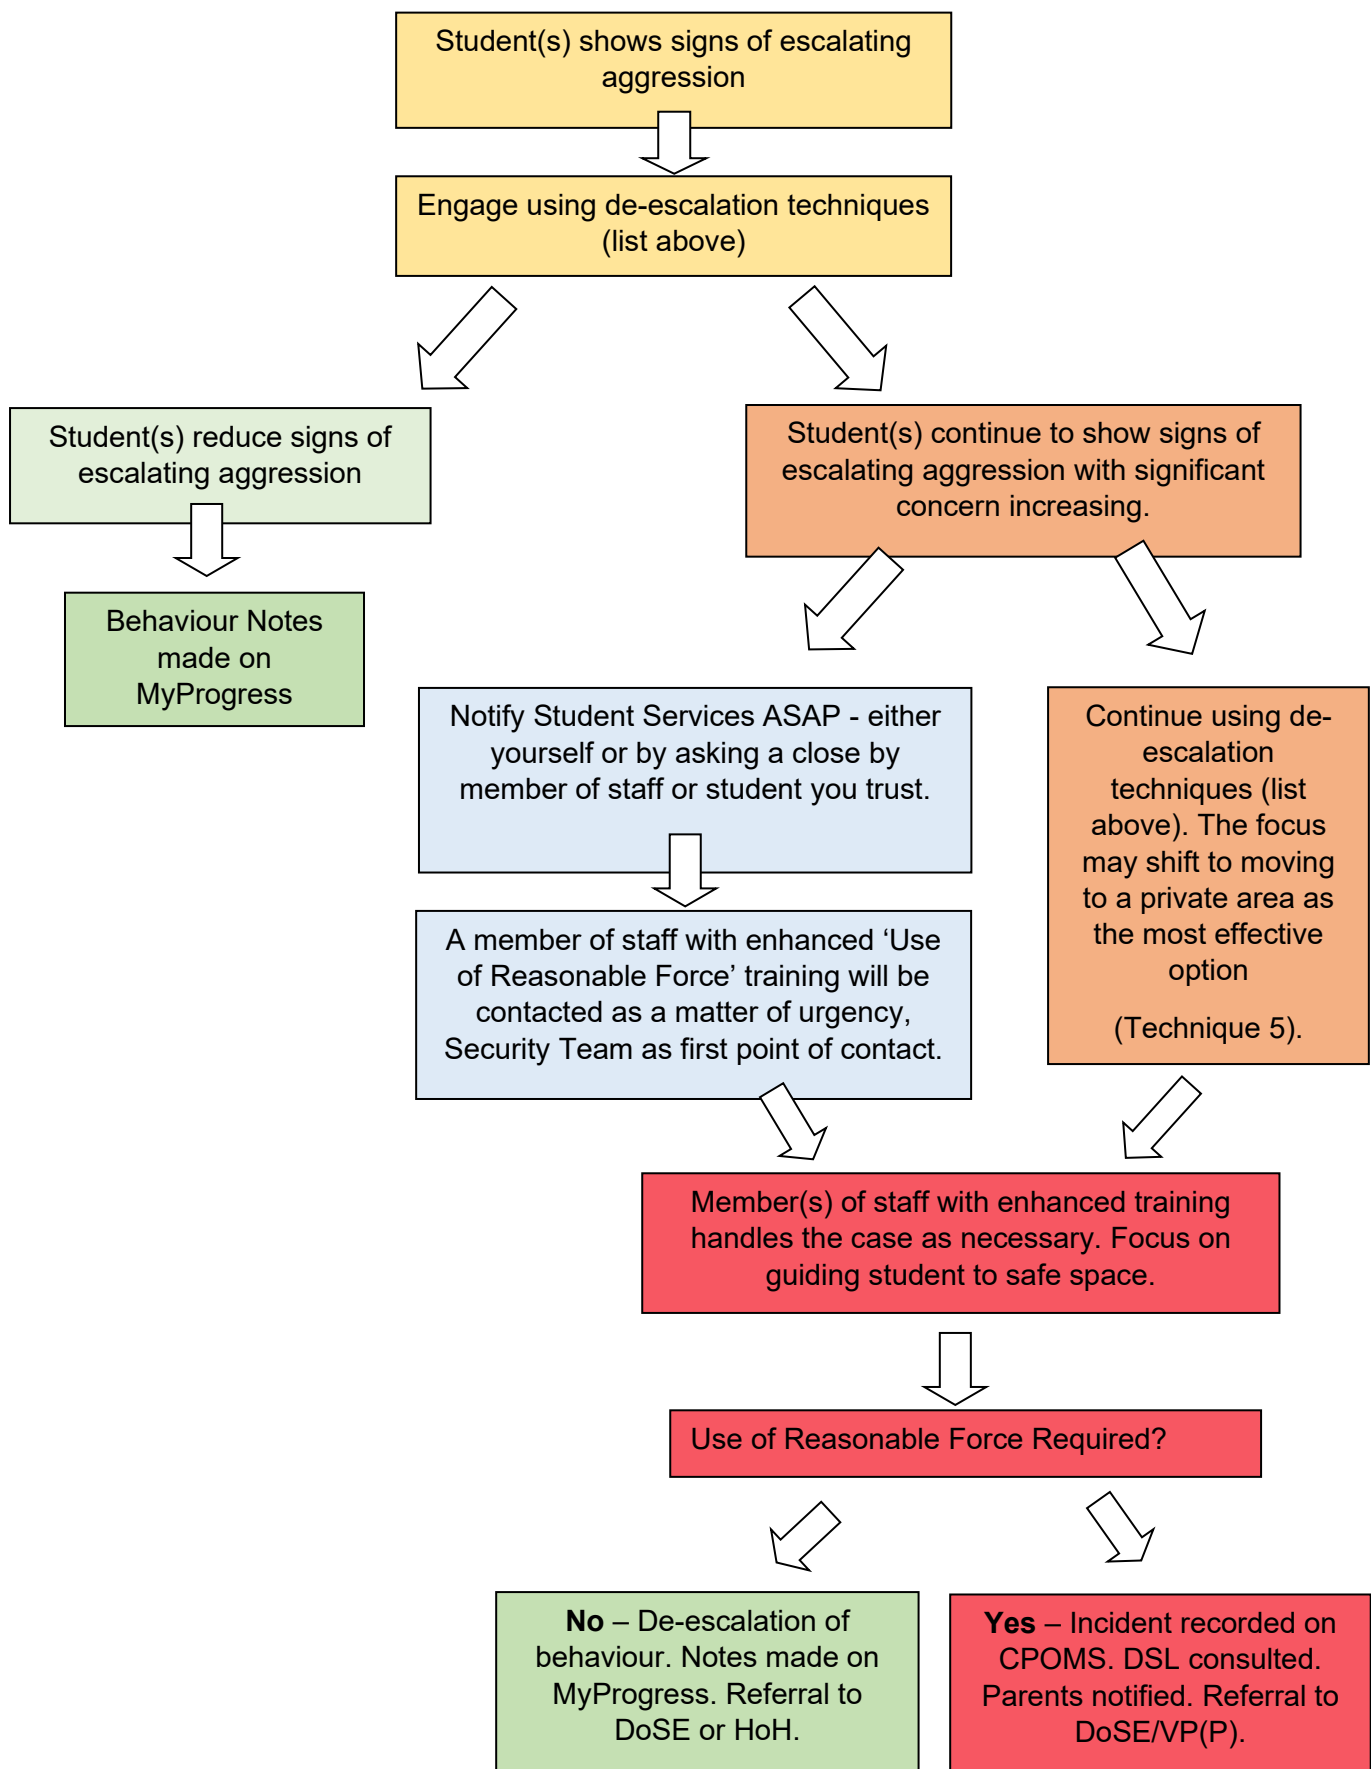 Student(s) shows signs of escalating
aggression
Engage using de-escalation techniques
(list above)
Student(s) reduce signs of
escalating aggression
Student(s) continue to show signs of
escalating aggression with significant
concern increasing.
Behaviour Notes
made on
MyProgress
Notify Student Services ASAP - either
yourself or by asking a close by
member of staff or student you trust.
Continue using de-
escalation
techniques (list
above). The focus
may shift to moving
to a private area as
the most effective
option
(Technique 5).
A member of staff with enhanced ‘Use
of Reasonable Force’ training will be
contacted as a matter of urgency,
Security Team as first point of contact.
Member(s) of staff with enhanced training
handles the case as necessary. Focus on
guiding student to safe space.
Use of Reasonable Force Required?
No – De-escalation of
behaviour. Notes made on
MyProgress. Referral to
DoSE or HoH.
Yes – Incident recorded on
CPOMS. DSL consulted.
Parents notified. Referral to
DoSE/VP(P).